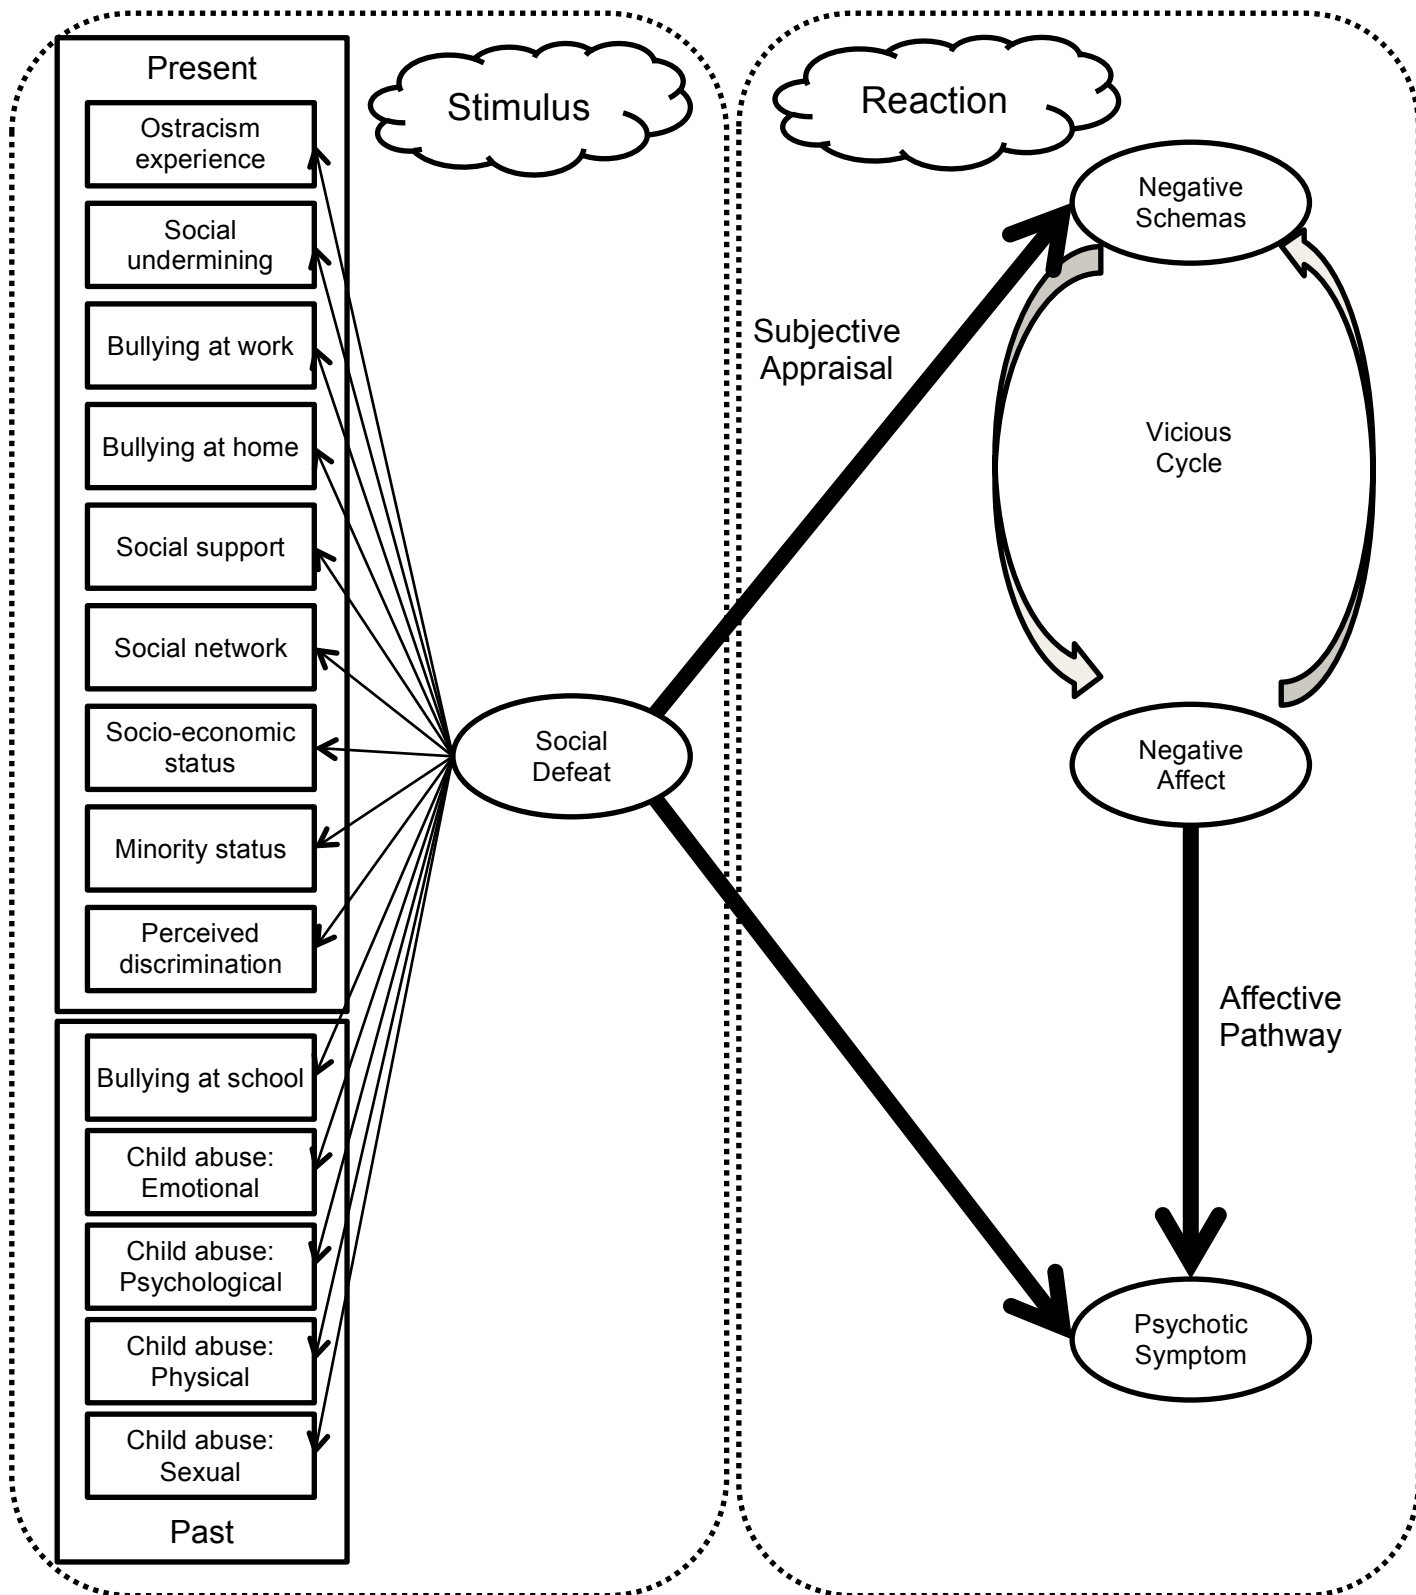 Present
Ostracism
experience
Social
undermining
Bullying at work
Bullying at home
Social support
Social network
Socio-economic
status
Minority status
Perceived
discrimination
Bullying at school
Child abuse:
Emotional
Child abuse:
Psychological
Child abuse:
Physical
Child abuse:
Sexual
Past
Stimulus
Social
Defeat
Reaction
Subjective
Appraisal
Negative
Schemas
Vicious
Cycle
Negative
Affect
Affective
Pathway
Psychotic
Symptom